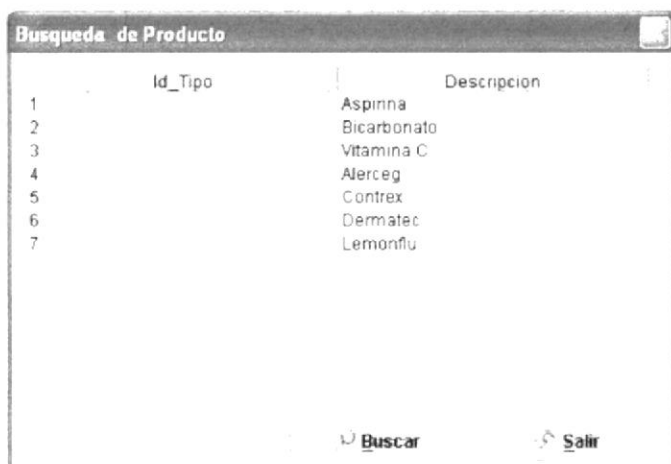 Busqueda de Producto
Id_Tipo Descripcion
1 Aspirina
2 Bicarbonato
3 Vitamina C
4 Alerceg
5 Contrex
6 Dermatec
7 Lemonflu
Buscar Salir